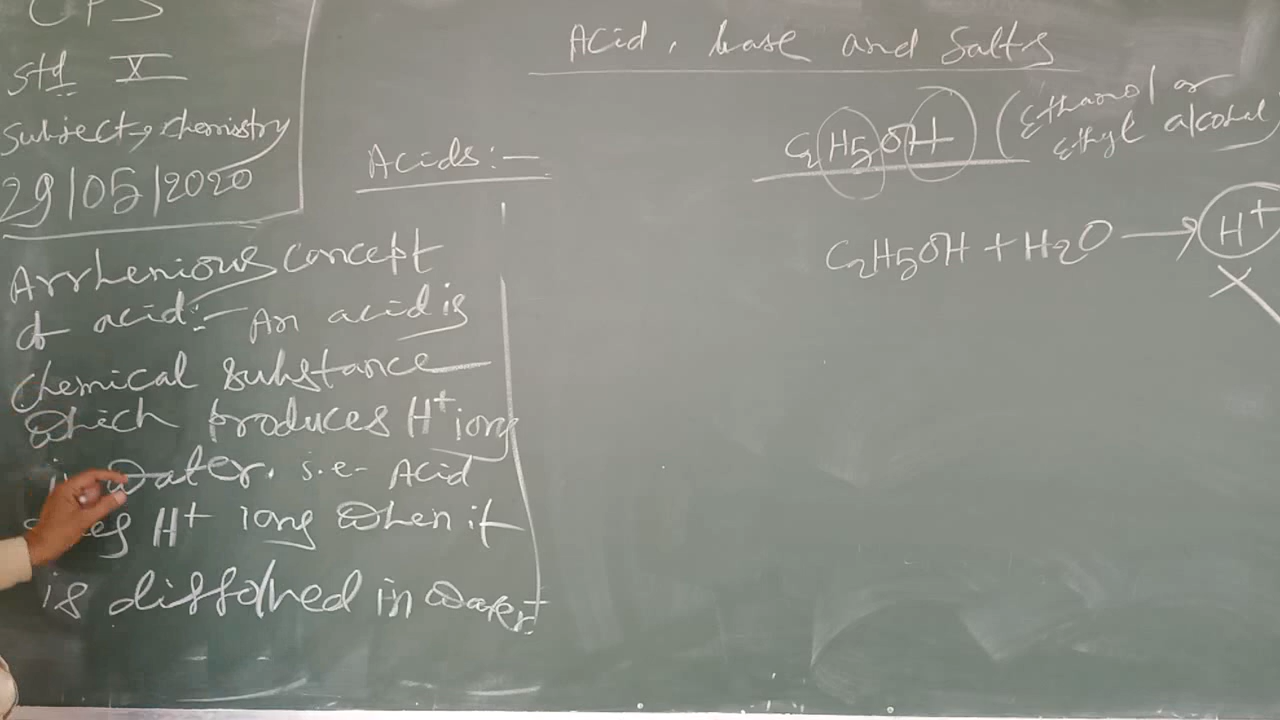 CPS
Std X
Subject → Chemistry
29/05/2020
Acid, base and Salts
Acids :-
Arrhenious concept
of acid :- An acid is
Chemical substance
which produces H+ ions
in water. i.e- Acid
H+ ions when it
is dissolved in water
C2H5OH (Ethanol or
Ethyl alcohol
C2H5OH + H2O → H+